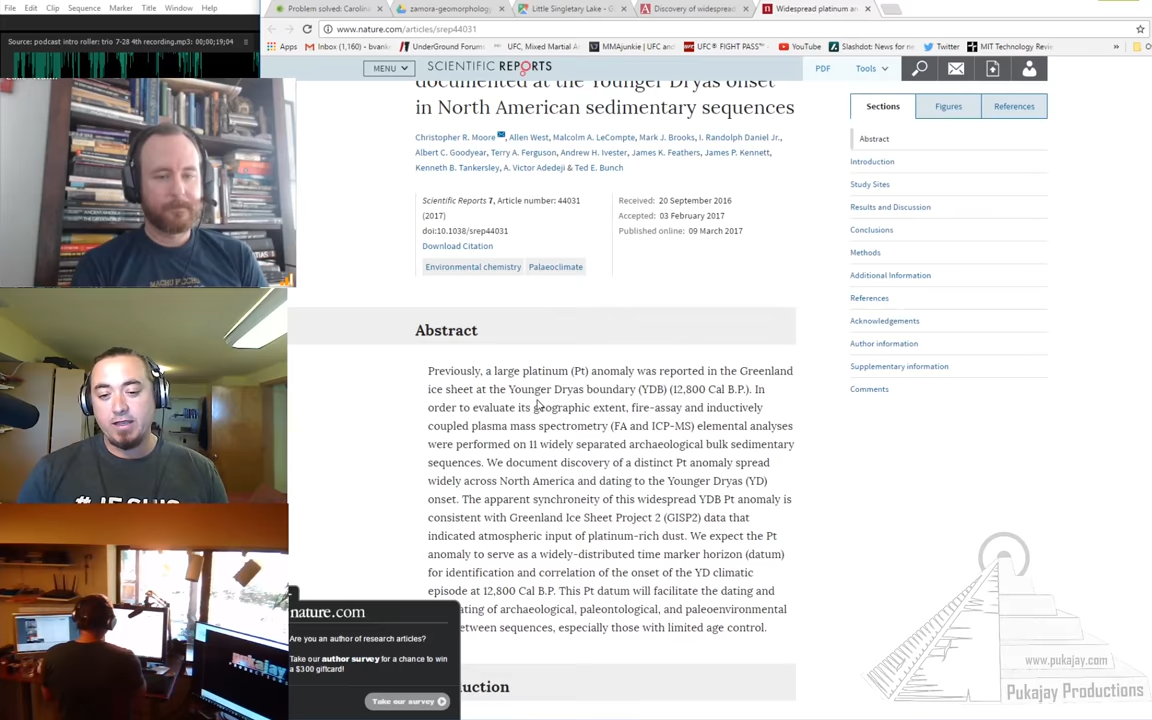 File Edit Clip Sequence Marker Title Window Help
Source: podcast intro roller: trio 7-28 4th recording.mp3: 00;00;19;04
Problem solved: Carolin
zamora-geomorpholog
Little Singletary Lake - G
Discovery of widespread
Widespread platinum an
www.nature.com/articles/srep44031
Apps
Inbox (1,160) - bvank
UnderGround Forums
UFC, Mixed Martial A
MMAjunkie | UFC and
UFC® FIGHT PASS™
YouTube
Slashdot: News for ne
Twitter
MIT Technology Revie
Othe
MENU
SCIENTIFIC REPORTS
PDF
Tools
documented at the Younger Dryas onset
in North American sedimentary sequences
Christopher R. Moore, Allen West, Malcolm A. LeCompte, Mark J. Brooks, I. Randolph Daniel Jr.,
Albert C. Goodyear, Terry A. Ferguson, Andrew H. Ivester, James K. Feathers, James P. Kennett,
Kenneth B. Tankersley, A. Victor Adedeji & Ted E. Bunch
Scientific Reports 7, Article number: 44031
(2017)
doi:10.1038/srep44031
Download Citation
Received: 20 September 2016
Accepted: 03 February 2017
Published online: 09 March 2017
Environmental chemistry
Palaeoclimate
Abstract
Previously, a large platinum (Pt) anomaly was reported in the Greenland
ice sheet at the Younger Dryas boundary (YDB) (12,800 Cal B.P.). In
order to evaluate its geographic extent, fire-assay and inductively
coupled plasma mass spectrometry (FA and ICP-MS) elemental analyses
were performed on 11 widely separated archaeological bulk sedimentary
sequences. We document discovery of a distinct Pt anomaly spread
widely across North America and dating to the Younger Dryas (YD)
onset. The apparent synchroneity of this widespread YDB Pt anomaly is
consistent with Greenland Ice Sheet Project 2 (GISP2) data that
indicated atmospheric input of platinum-rich dust. We expect the Pt
anomaly to serve as a widely-distributed time marker horizon (datum)
for identification and correlation of the onset of the YD climatic
episode at 12,800 Cal B.P. This Pt datum will facilitate the dating and
ating of archaeological, paleontological, and paleoenvironmental
between sequences, especially those with limited age control.
uction
Sections
Figures
References
Abstract
Introduction
Study Sites
Results and Discussion
Conclusions
Methods
Additional Information
References
Acknowledgements
Author information
Supplementary information
Comments
nature.com
Are you an author of research articles?
Take our author survey for a chance to win
a $300 giftcard!
Take our survey
www.pukajay.com
Pukajay Productions